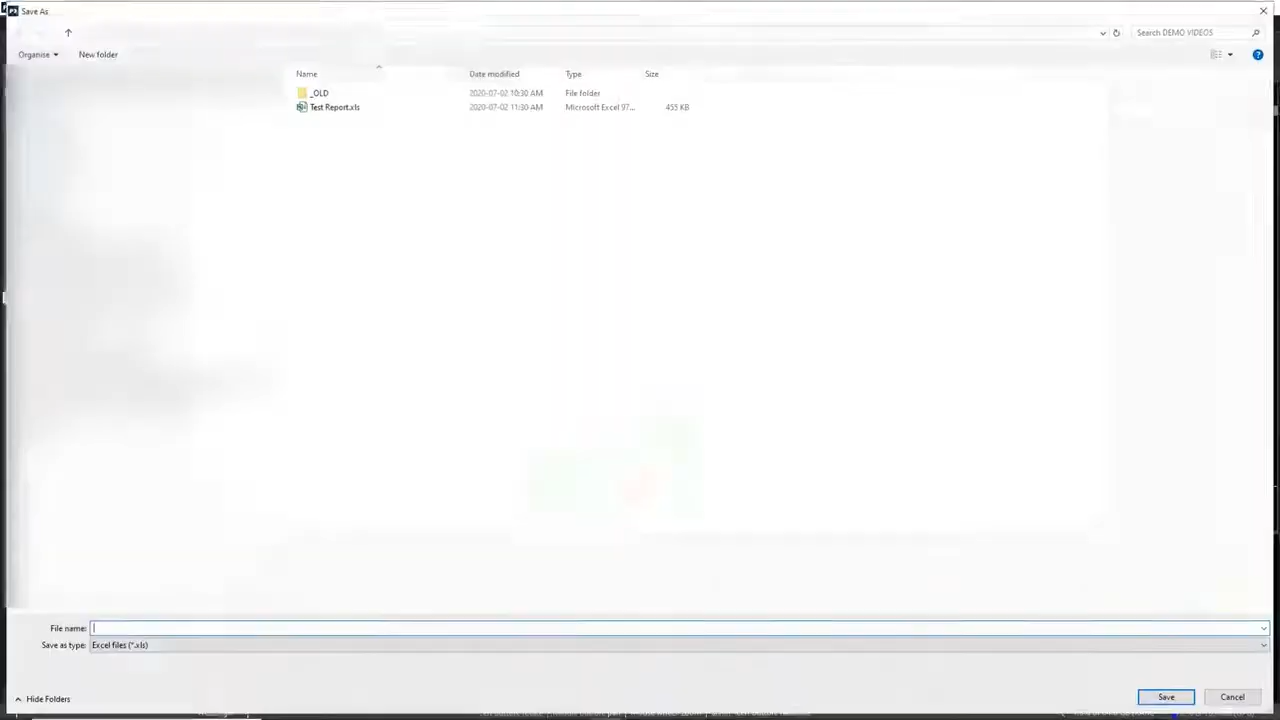 P3 Save As
Search DEMO VIDEOS
Organise New folder
Name Date modified Type Size
_OLD 2020-07-02 10:30 AM File folder
Test Report.xls 2020-07-02 11:30 AM Microsoft Excel 97... 455 KB
File name:
Save as type: Excel files (*.xls)
Hide Folders Save Cancel